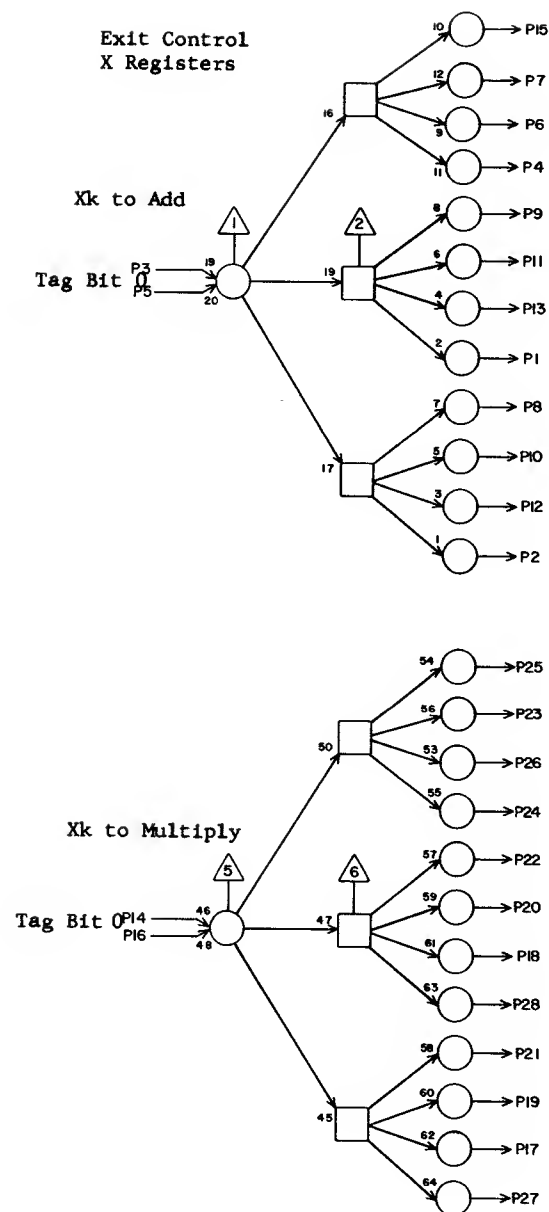 Exit Control
X Registers
10 P15
12 P7
16
9 P6
11 P4
Xk to Add
1
2
8 P9
P3 19
19
6 P11
Tag Bit 0
P5 20
4 P13
2 P1
7 P8
17
5 P10
3 P12
1 P2
54 P25
56 P23
50
53 P26
55 P24
Xk to Multiply
5
6
57 P22
Tag Bit 0 P14 46
47
59 P20
P16 48
61 P18
63 P28
58 P21
45
60 P19
62 P17
64 P27